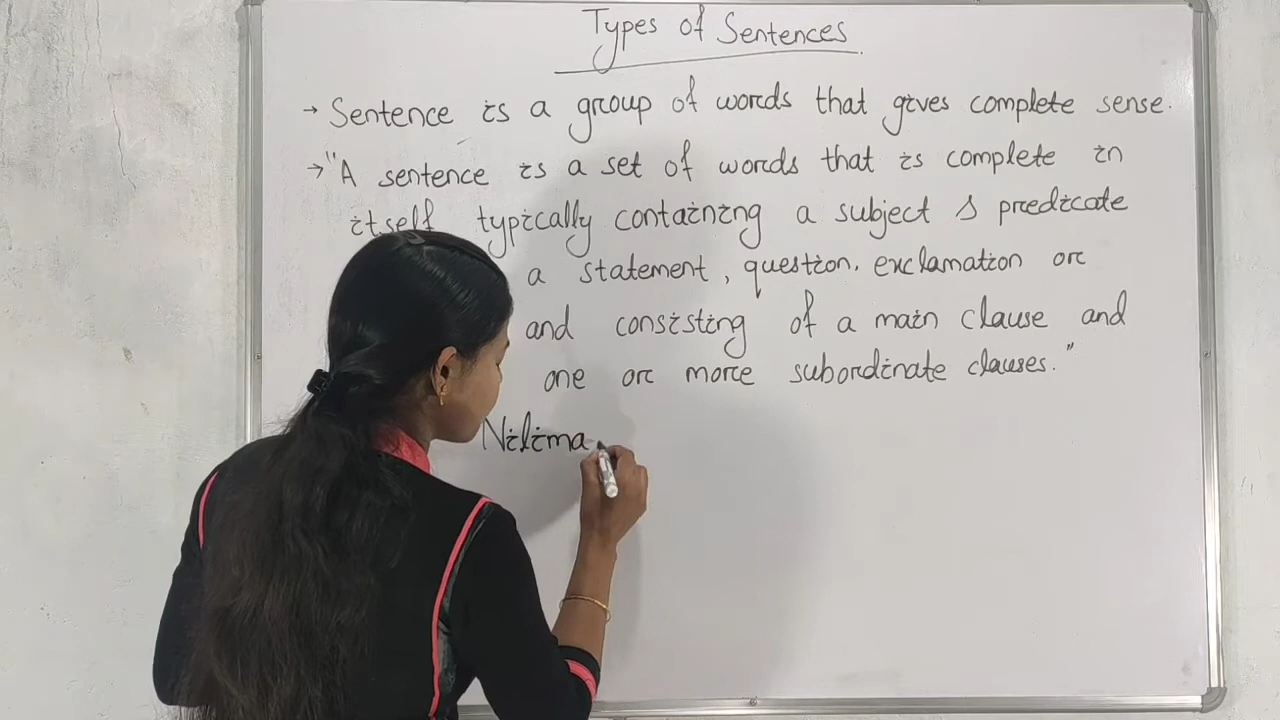 Types of Sentences
→ Sentence is a group of words that gives complete sense.
→ "A sentence is a set of words that is complete in
itself typically containing a subject & predicate
a statement, question, exclamation or
and consisting of a main clause and
one or more subordinate clauses."
Nilima